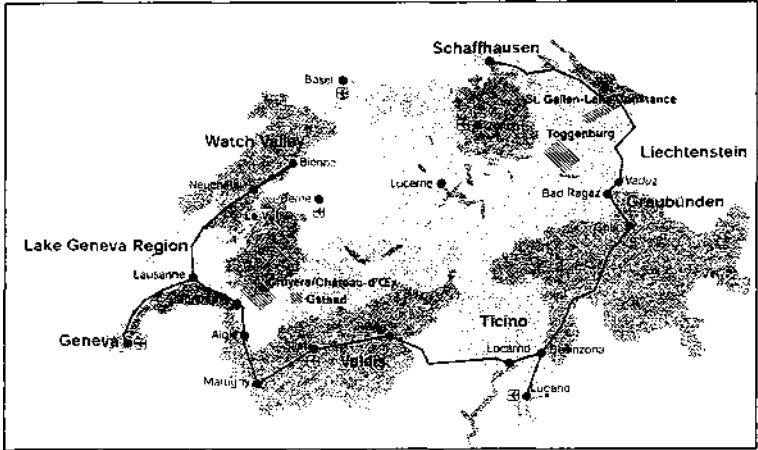 Schaffhausen
Basel
St. Gallen-Lake Constance
Toggenburg
Watch Valley
Liechtenstein
Bienne
Vaduz
Lucerne
Neuchâtel
Bad Ragaz
Berne
Graubünden
Lake Geneva Region
Lausanne
Gruyère/Château-d'Œx
Gstaad
Ticino
Geneva
Aigle
Locarno
Bellinzona
Valais
Martigny
Lugano